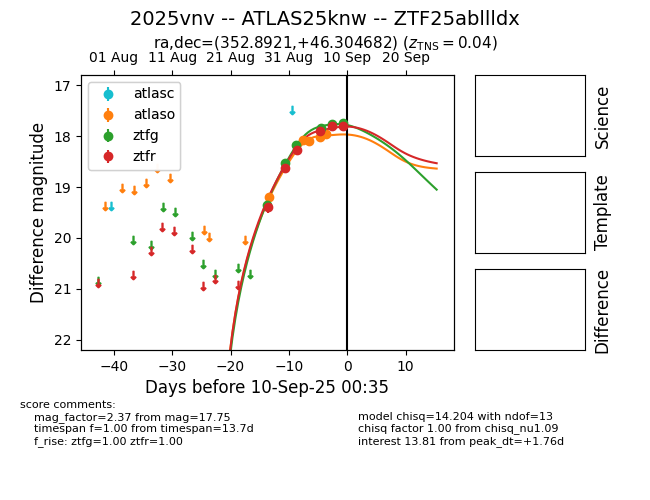 2025vnv -- ATLAS25knw -- ZTF25abllldx
ra,dec=(352.8921,+46.304682) (z_TNS = 0.04)
01 Aug 11 Aug 21 Aug 31 Aug 10 Sep 20 Sep
atlasc
atlaso
ztfg
ztfr
17
18
19
20
21
22
Difference magnitude
−40 −30 −20 −10 0 10
Days before 10-Sep-25 00:35
Science
Template
Difference
score comments:
mag_factor=2.37 from mag=17.75
timespan f=1.00 from timespan=13.7d
f_rise: ztfg=1.00 ztfr=1.00
model chisq=14.204 with ndof=13
chisq factor 1.00 from chisq_nu1.09
interest 13.81 from peak_dt=+1.76d